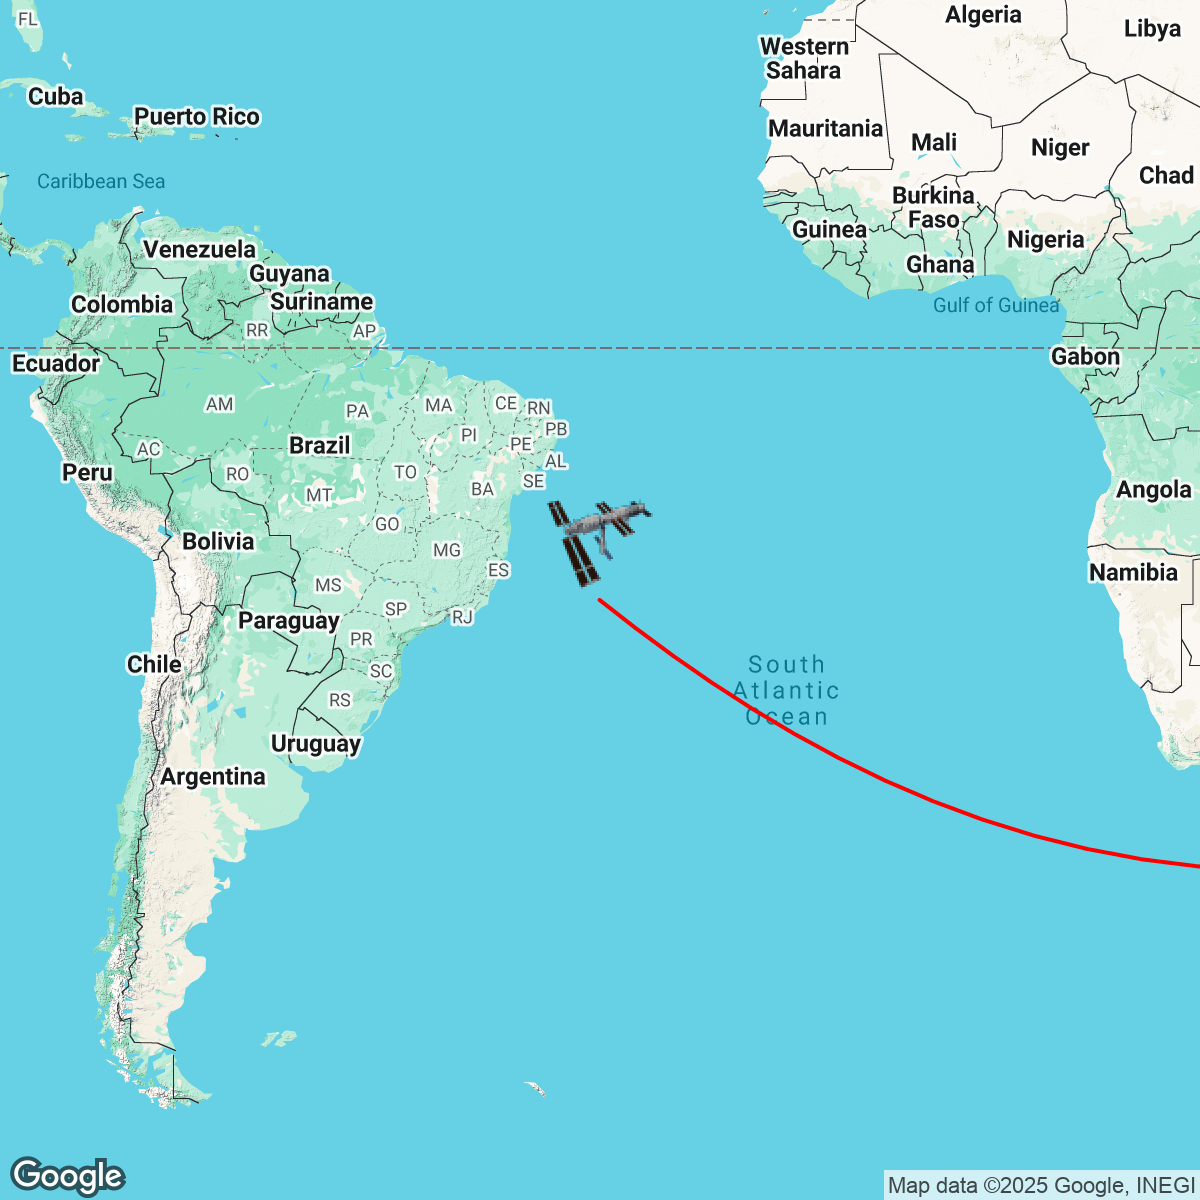 FL
Algeria
Libya
Western
Sahara
Cuba
Puerto Rico
Mauritania
Mali
Niger
Chad
Caribbean Sea
Burkina
Faso
Guinea
Nigeria
Venezuela
Guyana
Ghana
Colombia
Suriname
Gulf of Guinea
RR
AP
Ecuador
Gabon
AM
PA
MA
CE
RN
PB
PI
PE
Brazil
AC
AL
Peru
RO
TO
SE
MT
BA
Angola
GO
Bolivia
MG
ES
Namibia
MS
SP
RJ
Paraguay
PR
Chile
SC
South
Atlantic
Ocean
RS
Uruguay
Argentina
Google
Map data ©2025 Google, INEGI